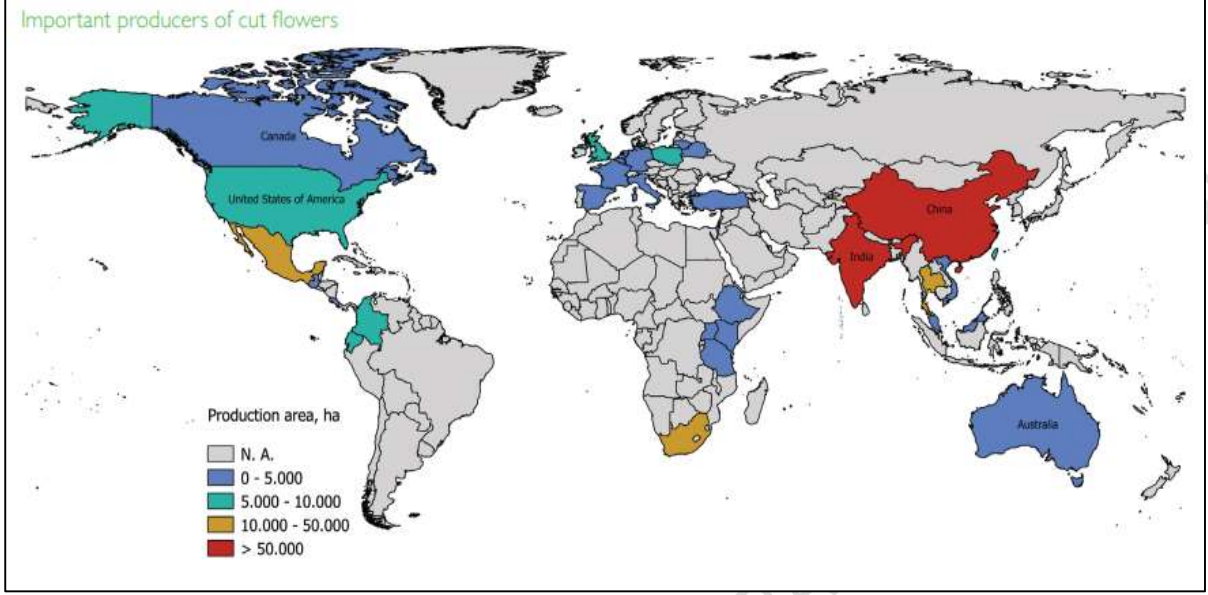 Important producers of cut flowers
Canada
United States of America
China
India
Australia
Production area, ha
N. A.
0 - 5.000
5.000 - 10.000
10.000 - 50.000
> 50.000